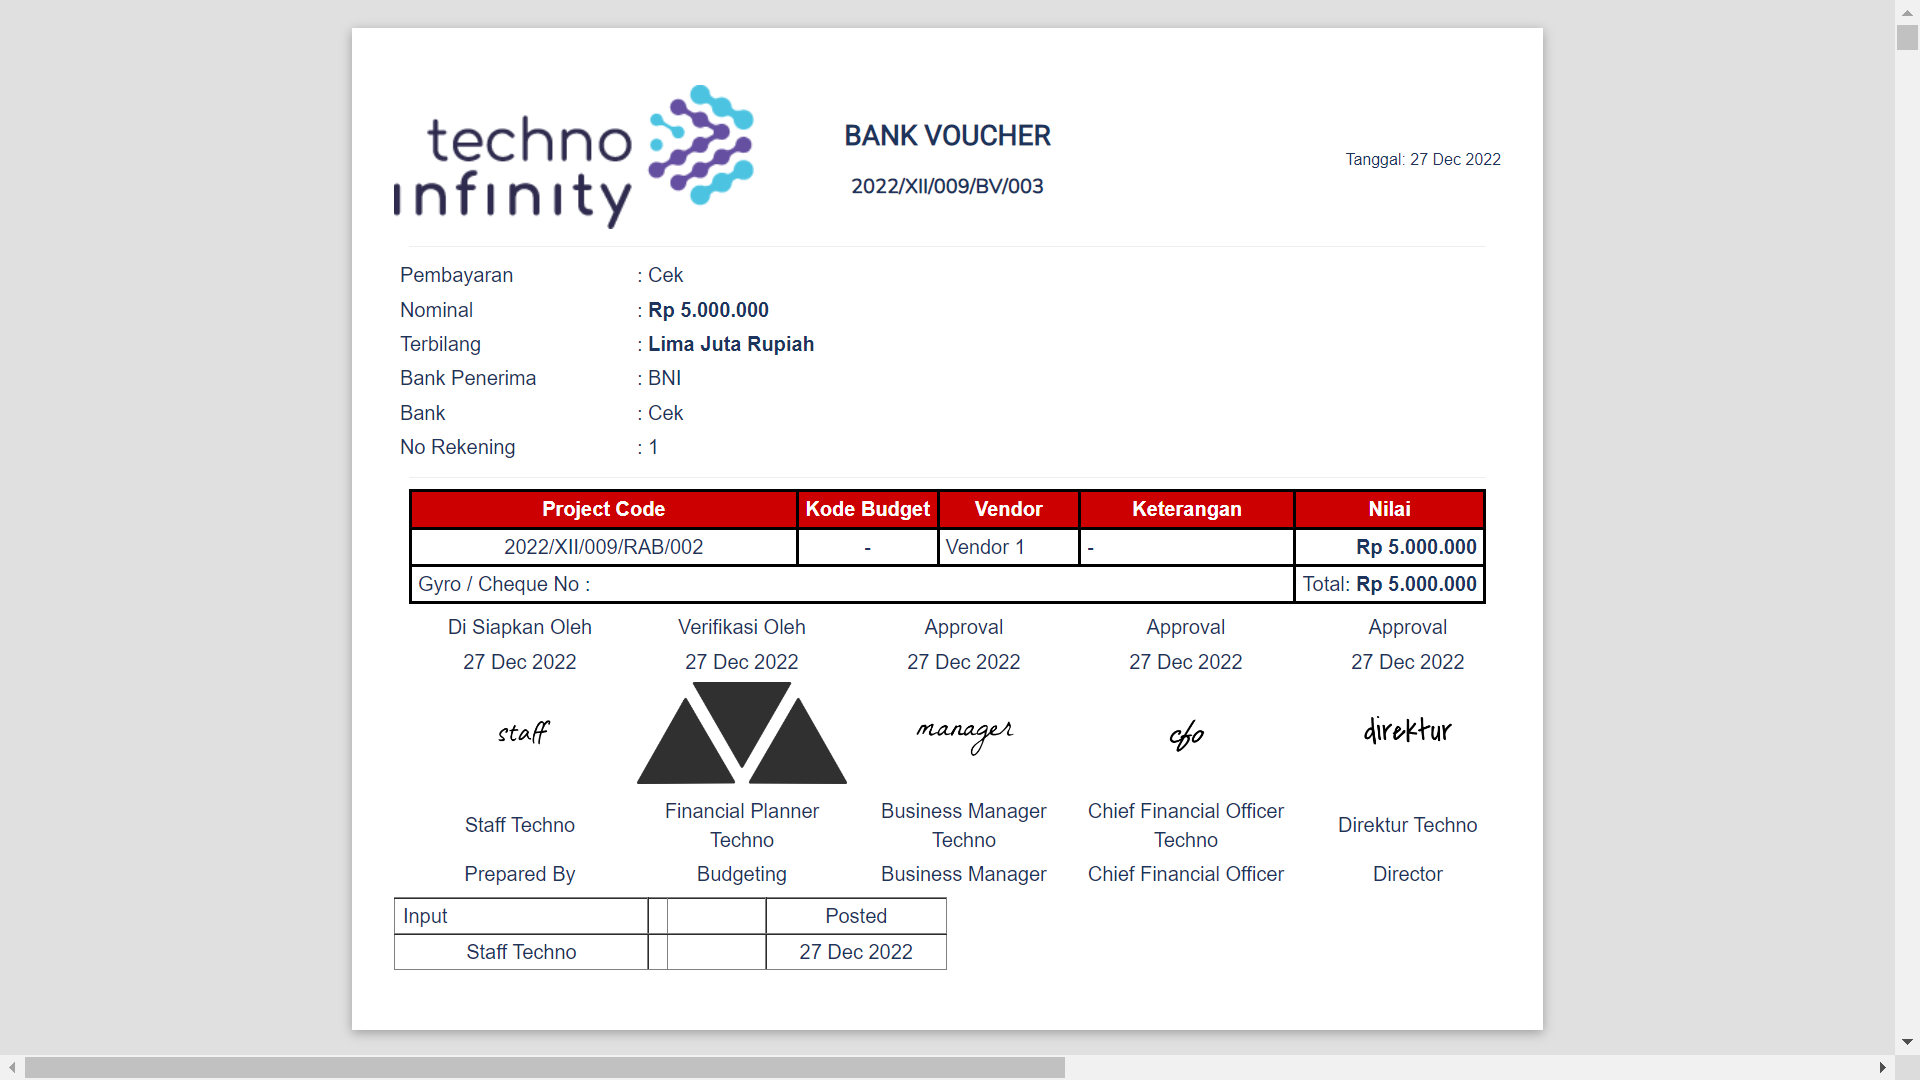 techno
infinity
BANK VOUCHER
2022/XII/009/BV/003
Tanggal: 27 Dec 2022
Pembayaran : Cek
Nominal : Rp 5.000.000
Terbilang : Lima Juta Rupiah
Bank Penerima : BNI
Bank : Cek
No Rekening : 1
Project Code Kode Budget Vendor Keterangan Nilai
2022/XII/009/RAB/002 - Vendor 1 - Rp 5.000.000
Gyro / Cheque No : Total: Rp 5.000.000
Di Siapkan Oleh Verifikasi Oleh Approval Approval Approval
27 Dec 2022 27 Dec 2022 27 Dec 2022 27 Dec 2022 27 Dec 2022
staff manager cfo direktur
Staff Techno Financial Planner Techno Business Manager Techno Chief Financial Officer Techno Direktur Techno
Prepared By Budgeting Business Manager Chief Financial Officer Director
Input Posted
Staff Techno 27 Dec 2022